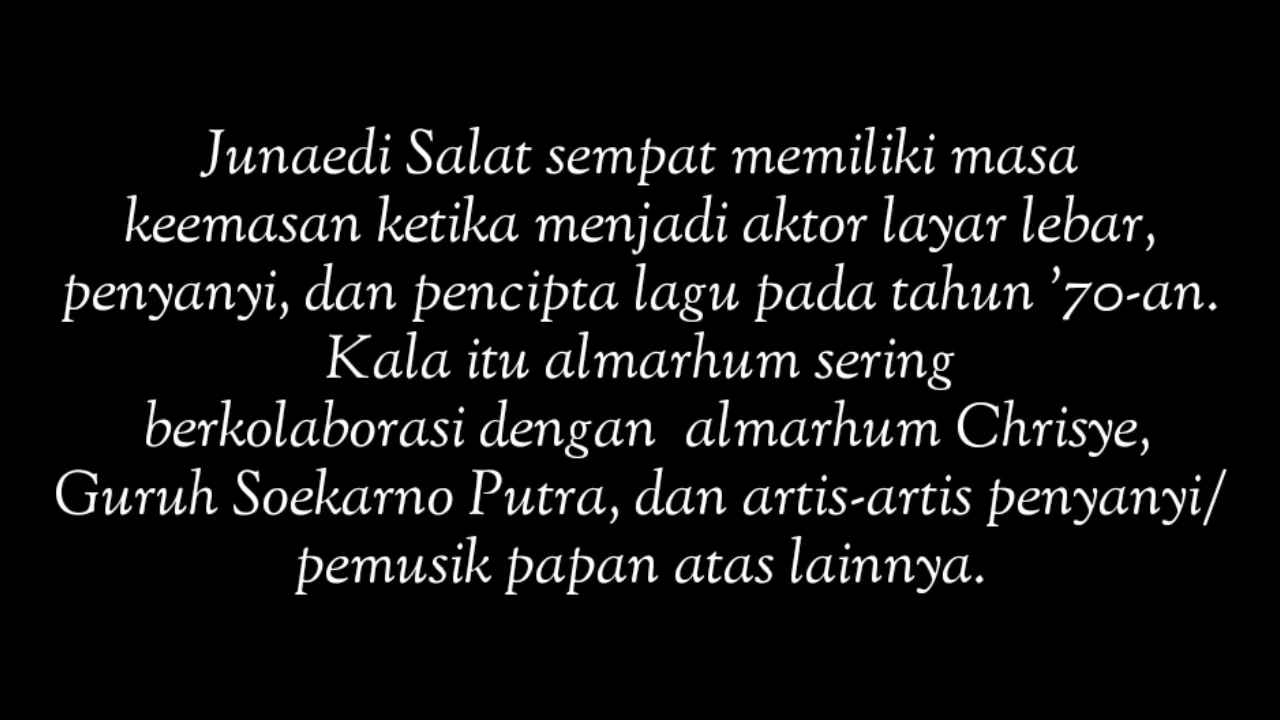 Junaedi Salat sempat memiliki masa
keemasan ketika menjadi aktor layar lebar,
penyanyi, dan pencipta lagu pada tahun ’70-an.
Kala itu almarhum sering
berkolaborasi dengan  almarhum Chrisye,
Guruh Soekarno Putra, dan artis-artis penyanyi/
pemusik papan atas lainnya.